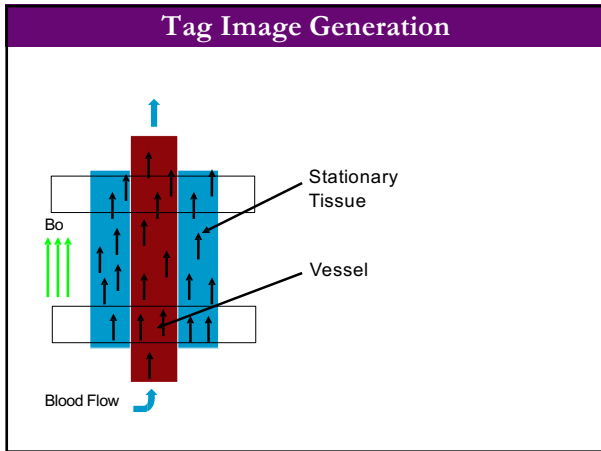 Tag Image Generation
Stationary
Tissue
Bo
Vessel
Blood Flow